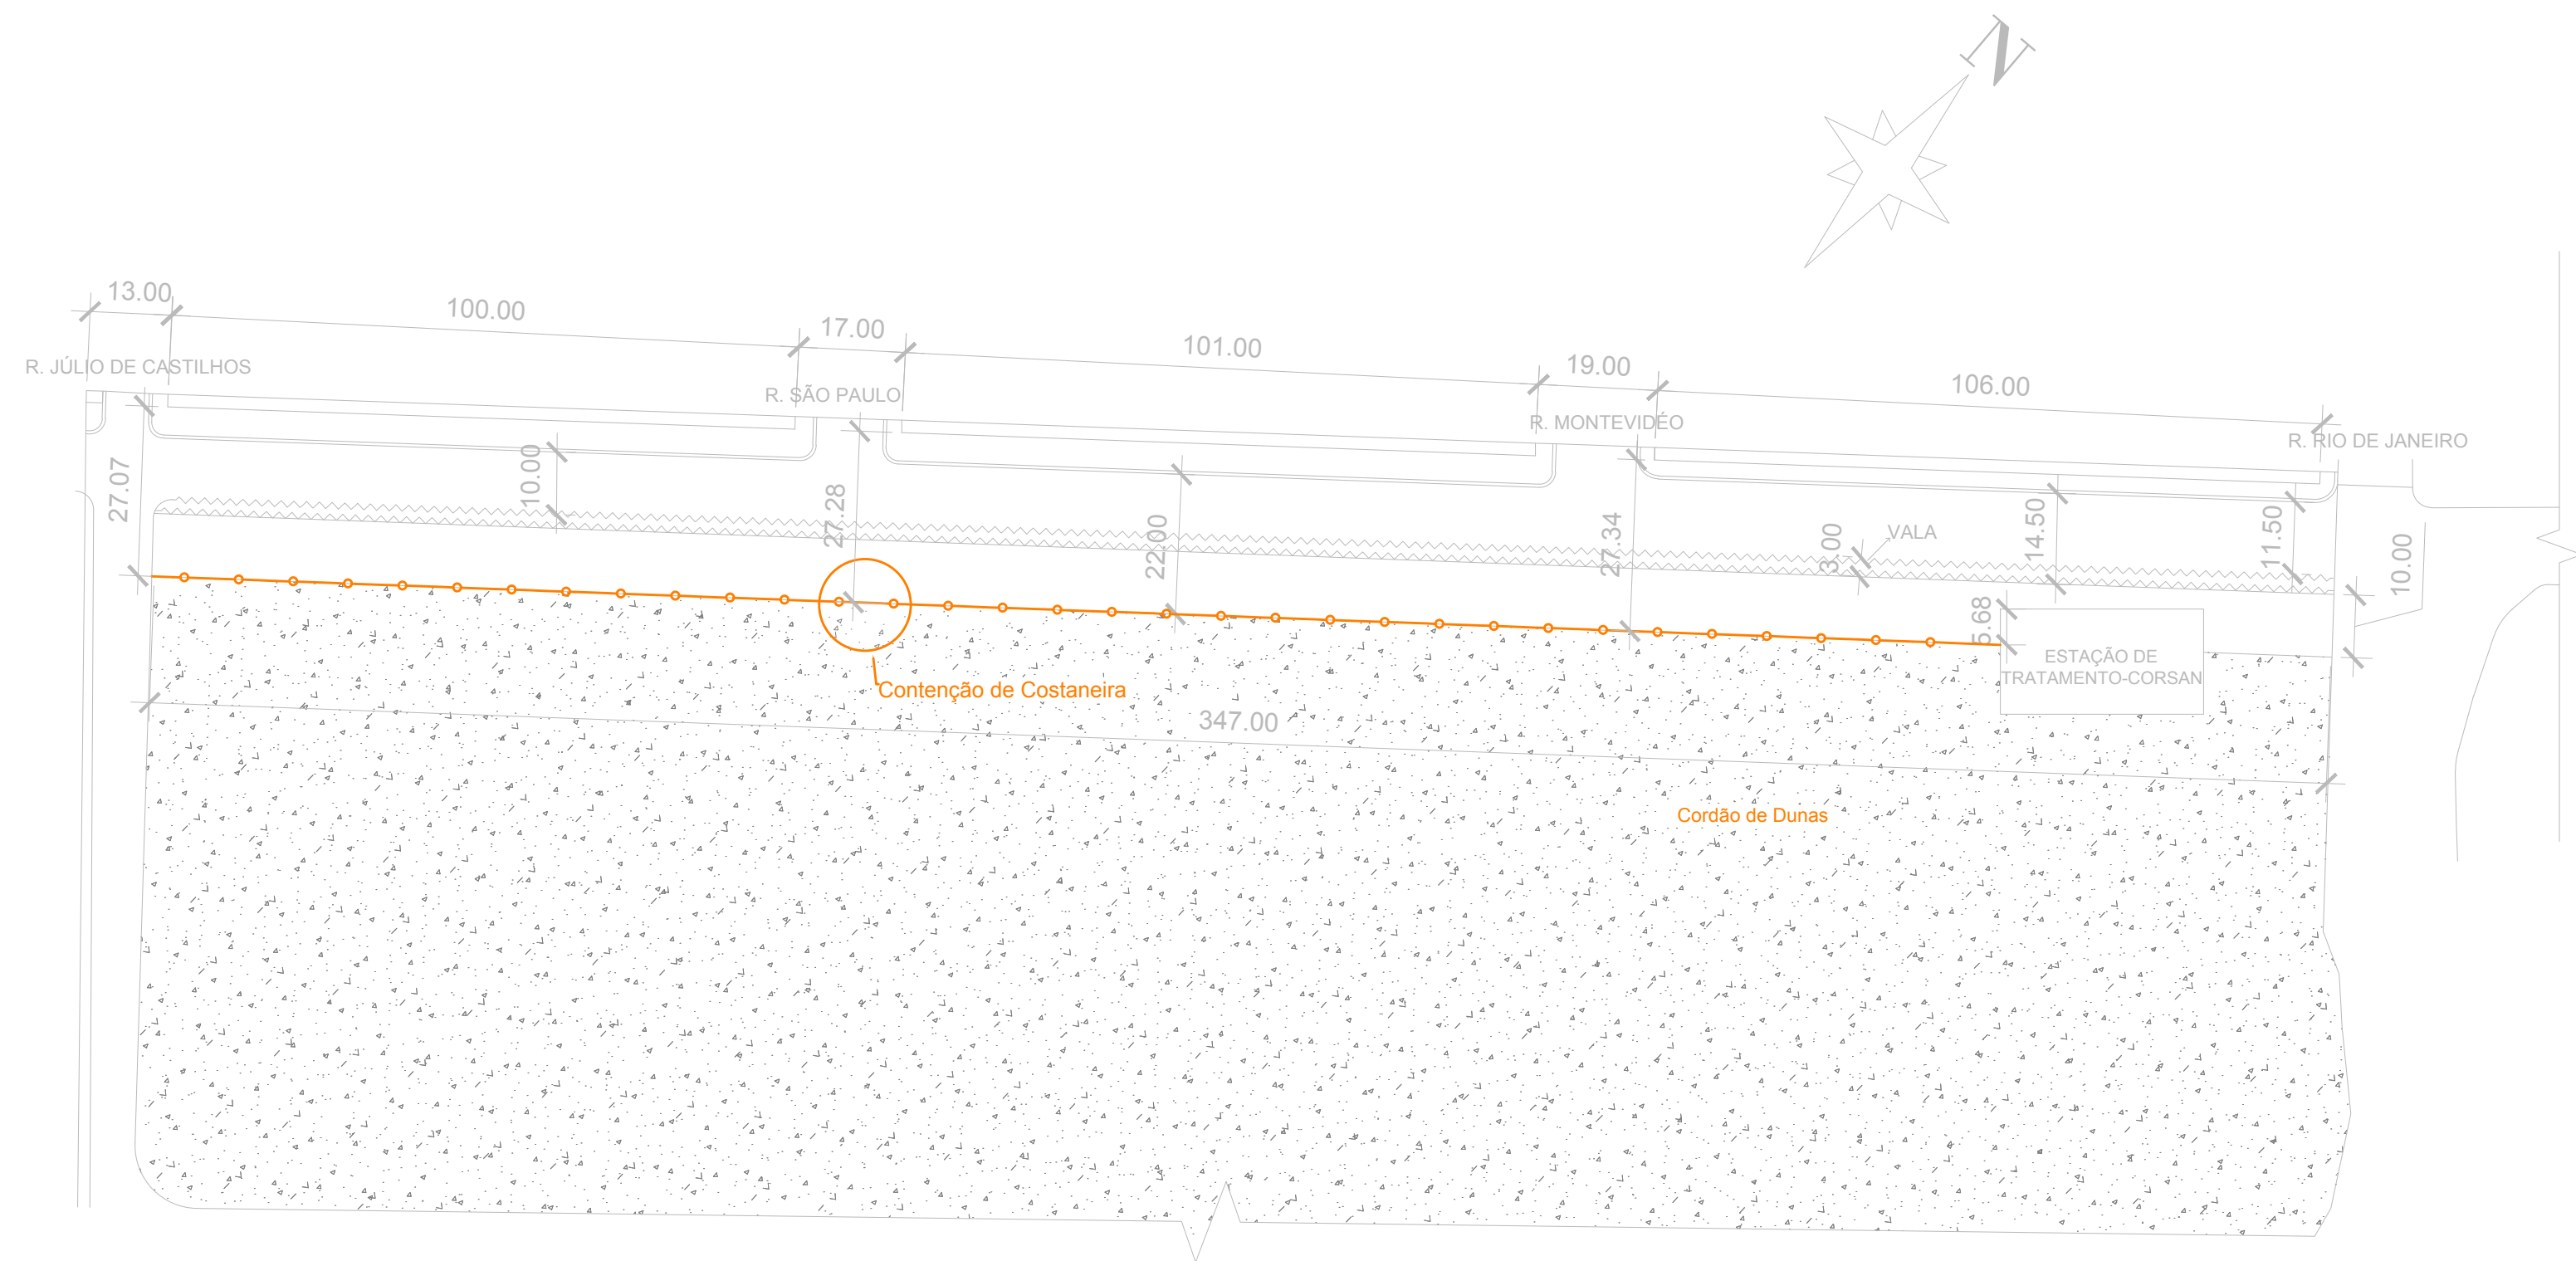 N
13.00
100.00
17.00
101.00
19.00
106.00
R. JÚLIO DE CASTILHOS
R. SÃO PAULO
R. MONTEVIDÉO
R. RIO DE JANEIRO
27.07
10.00
27.28
22.00
27.34
3.00
VALA
14.50
11.50
10.00
5.68
ESTAÇÃO DE
TRATAMENTO-CORSAN
Contenção de Costaneira
347.00
Cordão de Dunas